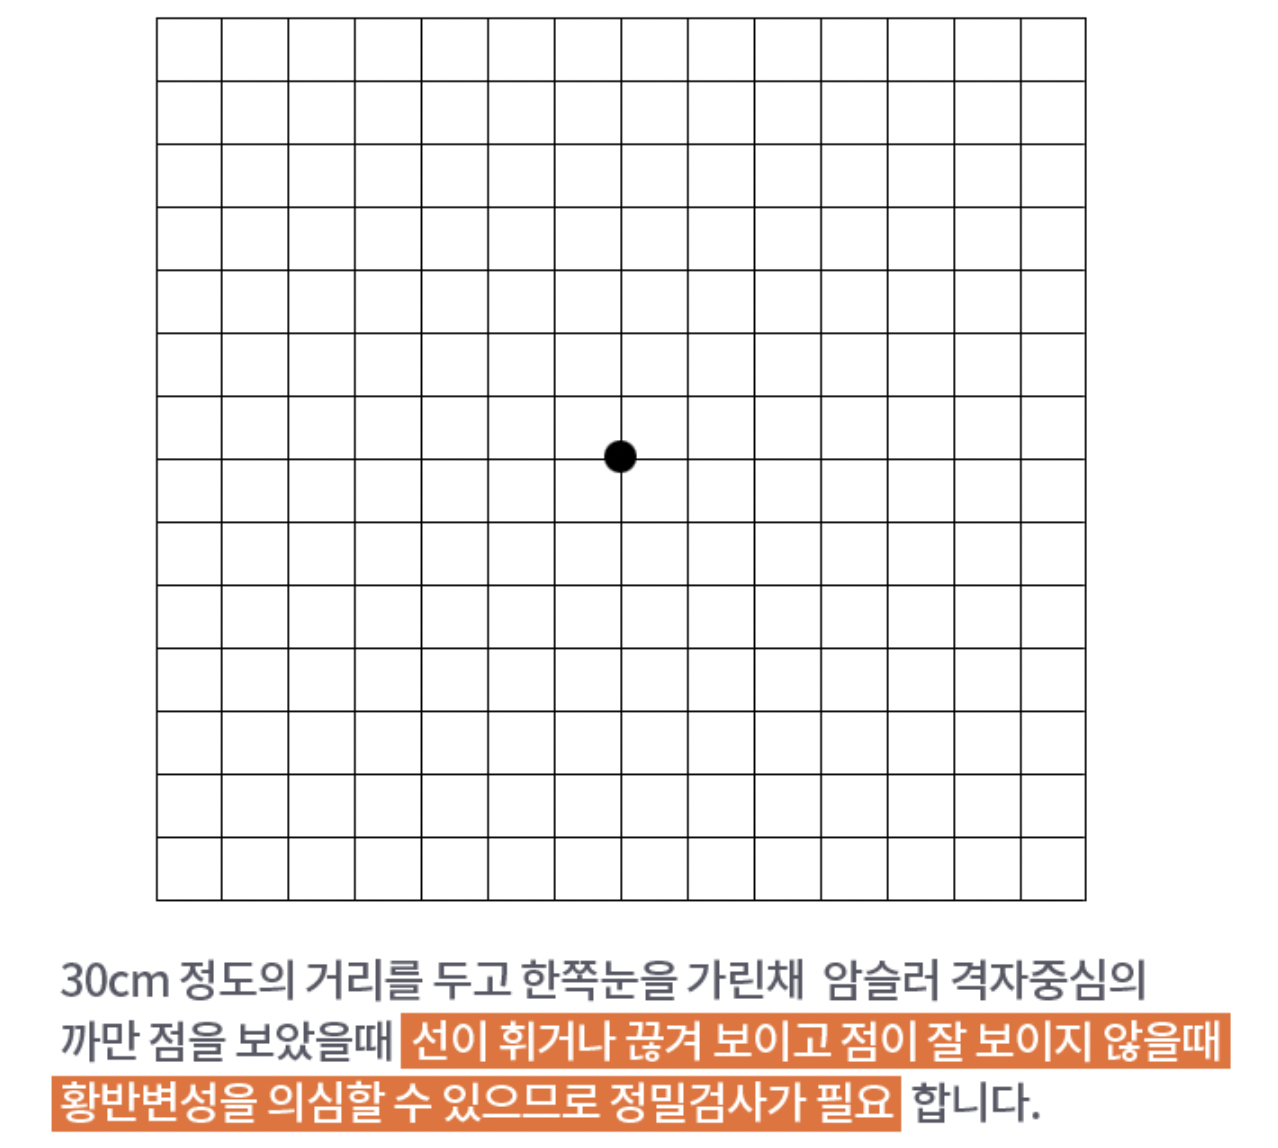 30cm 정도의 거리를 두고 한쪽눈을 가린채 암슬러 격자중심의
까만 점을 보았을때 선이 휘거나 끊겨 보이고 점이 잘 보이지 않을때
황반변성을 의심할 수 있으므로 정밀검사가 필요 합니다.